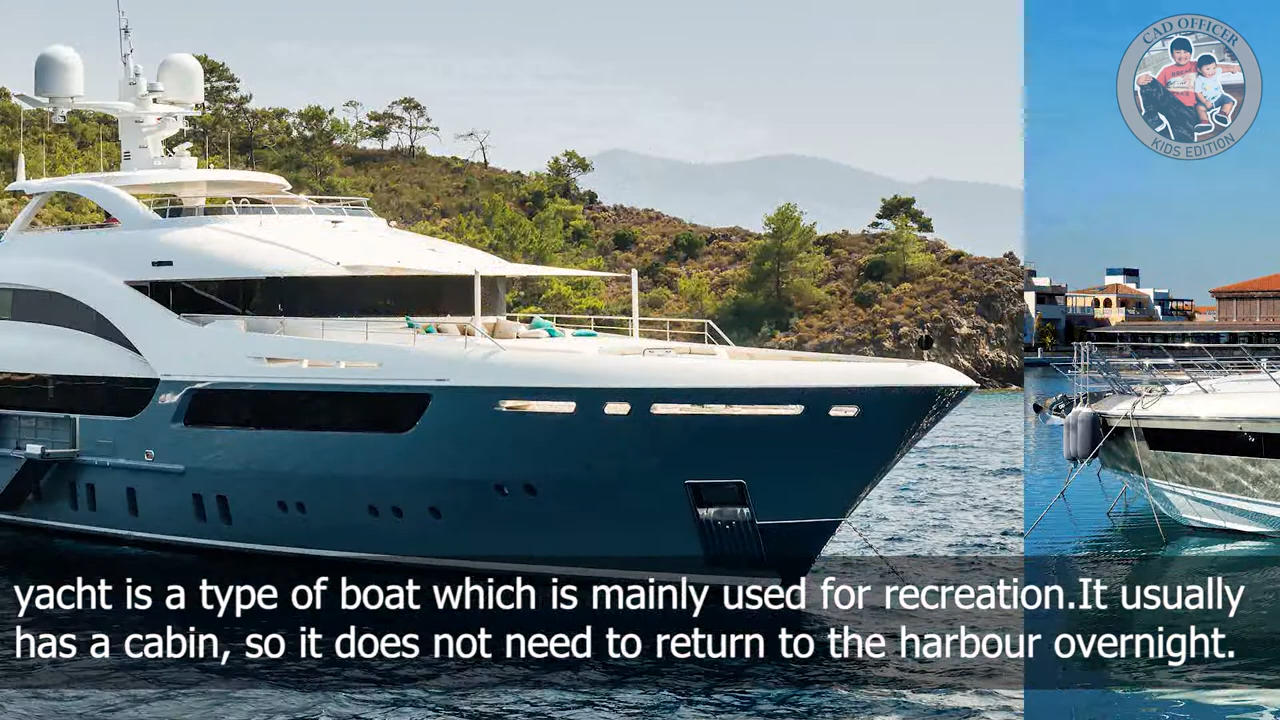 CAD OFFICER
KIDS EDITION
yacht is a type of boat which is mainly used for recreation.It usually
has a cabin, so it does not need to return to the harbour overnight.